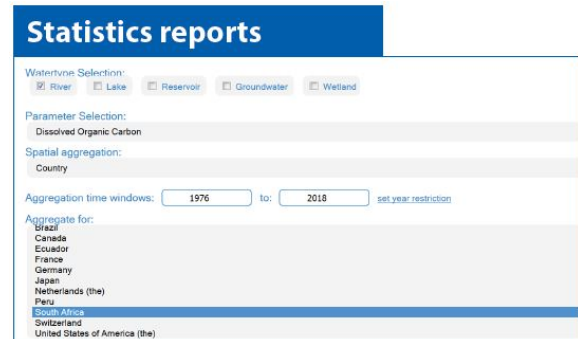 Statistics reports
Watertype Selection:
River Lake Reservoir Groundwater Wetland
Parameter Selection:
Dissolved Organic Carbon
Spatial aggregation:
Country
Aggregation time windows: 1976 to: 2018 set year restriction
Aggregate for:
Brazil
Canada
Ecuador
France
Germany
Japan
Netherlands (the)
Peru
South Africa
Switzerland
United States of America (the)